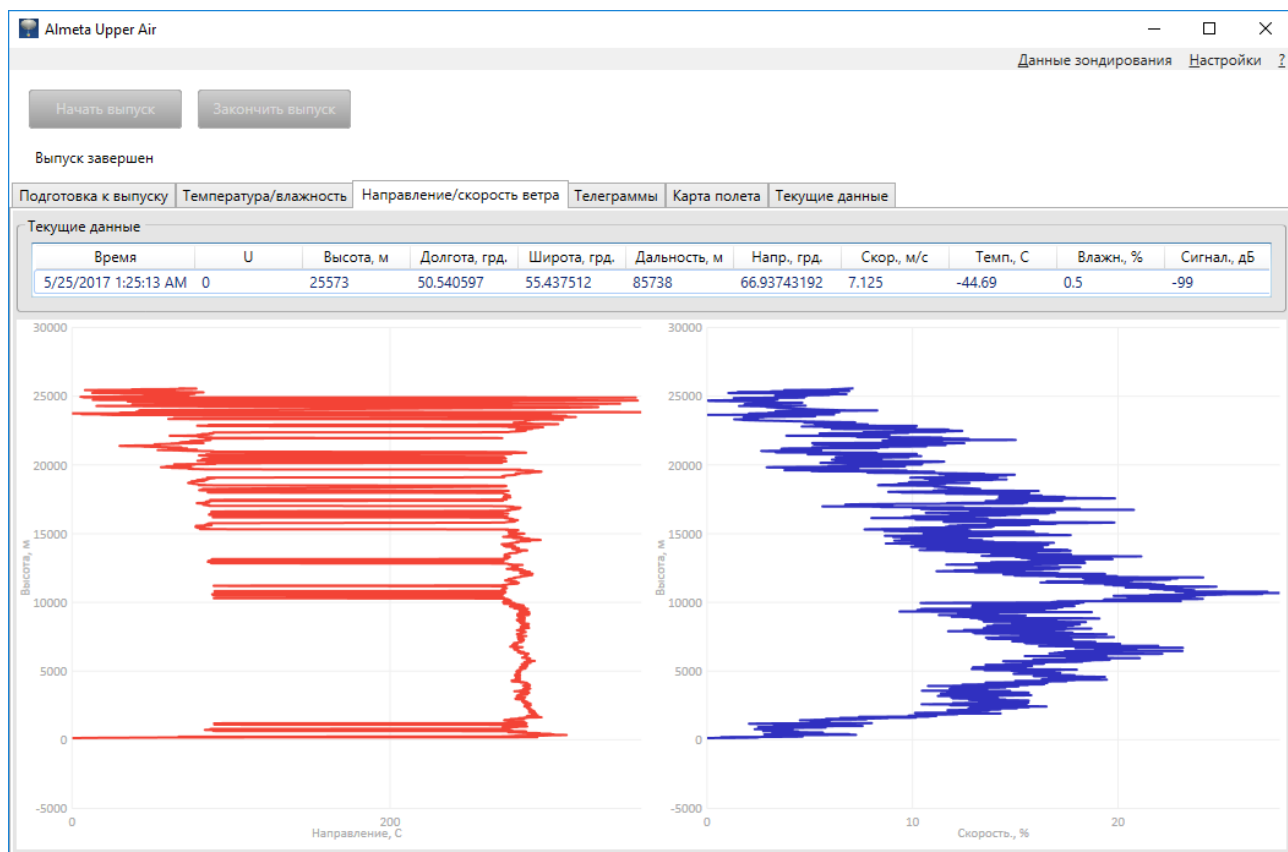 Almeta Upper Air
Данные зондирования Настройки ?
Начать выпуск Закончить выпуск
Выпуск завершен
Подготовка к выпуску Температура/влажность Направление/скорость ветра Телеграммы Карта полета Текущие данные
Текущие данные
Время U Высота, м Долгота, грд. Широта, грд. Дальность, м Напр., грд. Скор., м/с Темп., С Влажн., % Сигнал., дБ
5/25/2017 1:25:13 AM 0 25573 50.540597 55.437512 85738 66.93743192 7.125 -44.69 0.5 -99
30000
25000
20000
15000
10000
5000
0
-5000
Высота, м
0 200
Направление, С
30000
25000
20000
15000
10000
5000
0
-5000
Высота, м
0 10 20
Скорость., %